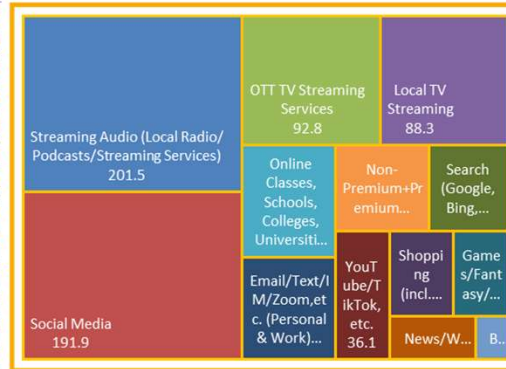 Streaming Audio (Local Radio/
Podcasts/Streaming Services)
201.5
Social Media
191.9
OTT TV Streaming
Services
92.8
Local TV
Streaming
88.3
Online
Classes,
Schools,
Colleges,
Universiti...
Non-
Premium+Pr
emium...
Search
(Google,
Bing,...
Email/Text/I
M/Zoom,et
c. (Personal
& Work)...
YouT
ube/T
ikTok,
etc.
36.1
Shoppi
ng
(incl....
Game
s/Fant
asy/...
News/W...
B...